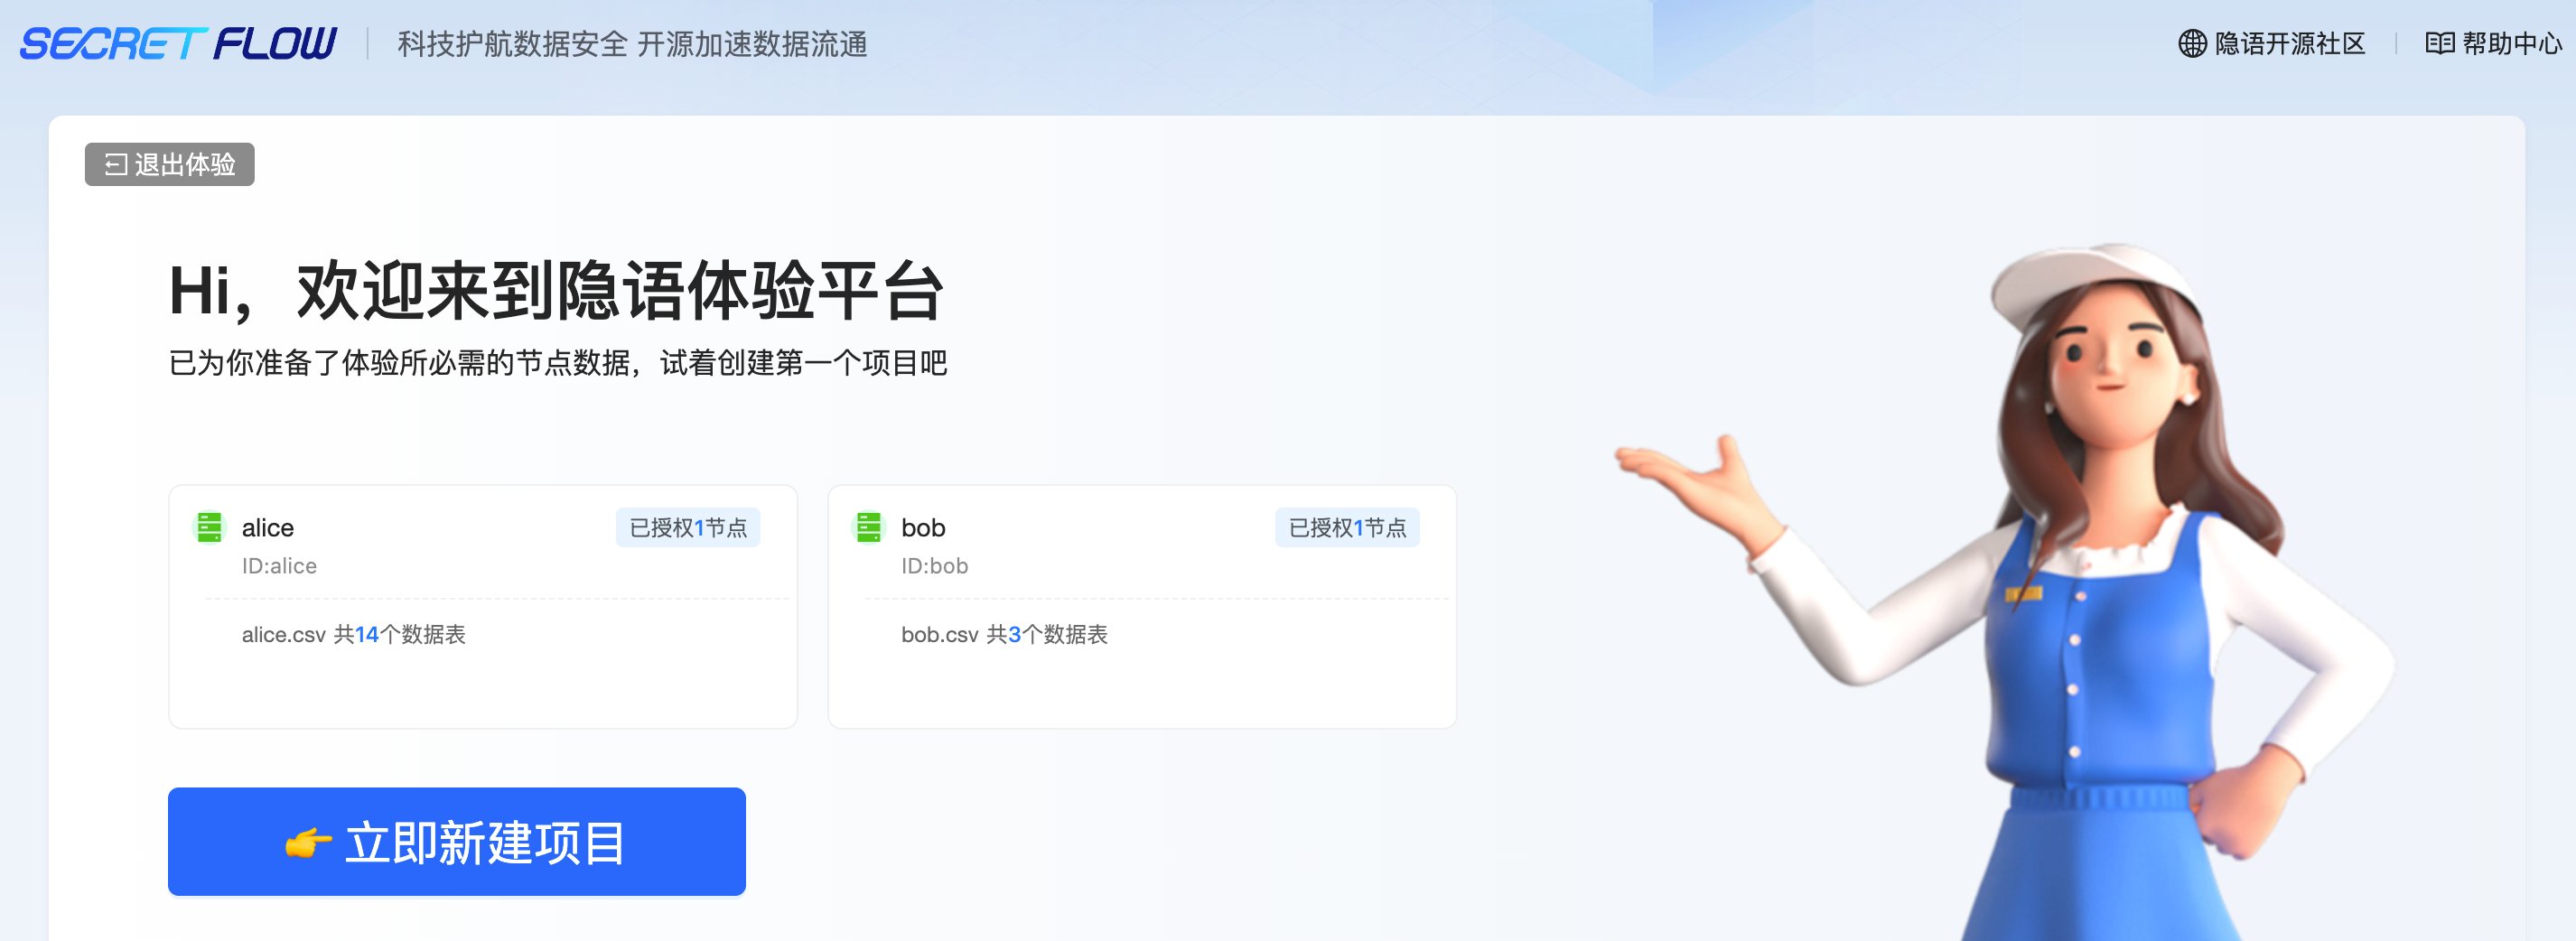 SECRET FLOW
科技护航数据安全 开源加速数据流通
隐语开源社区
帮助中心
退出体验
Hi，欢迎来到隐语体验平台
已为你准备了体验所必需的节点数据，试着创建第一个项目吧
alice
已授权1节点
ID:alice
alice.csv 共14个数据表
bob
已授权1节点
ID:bob
bob.csv 共3个数据表
👉 立即新建项目